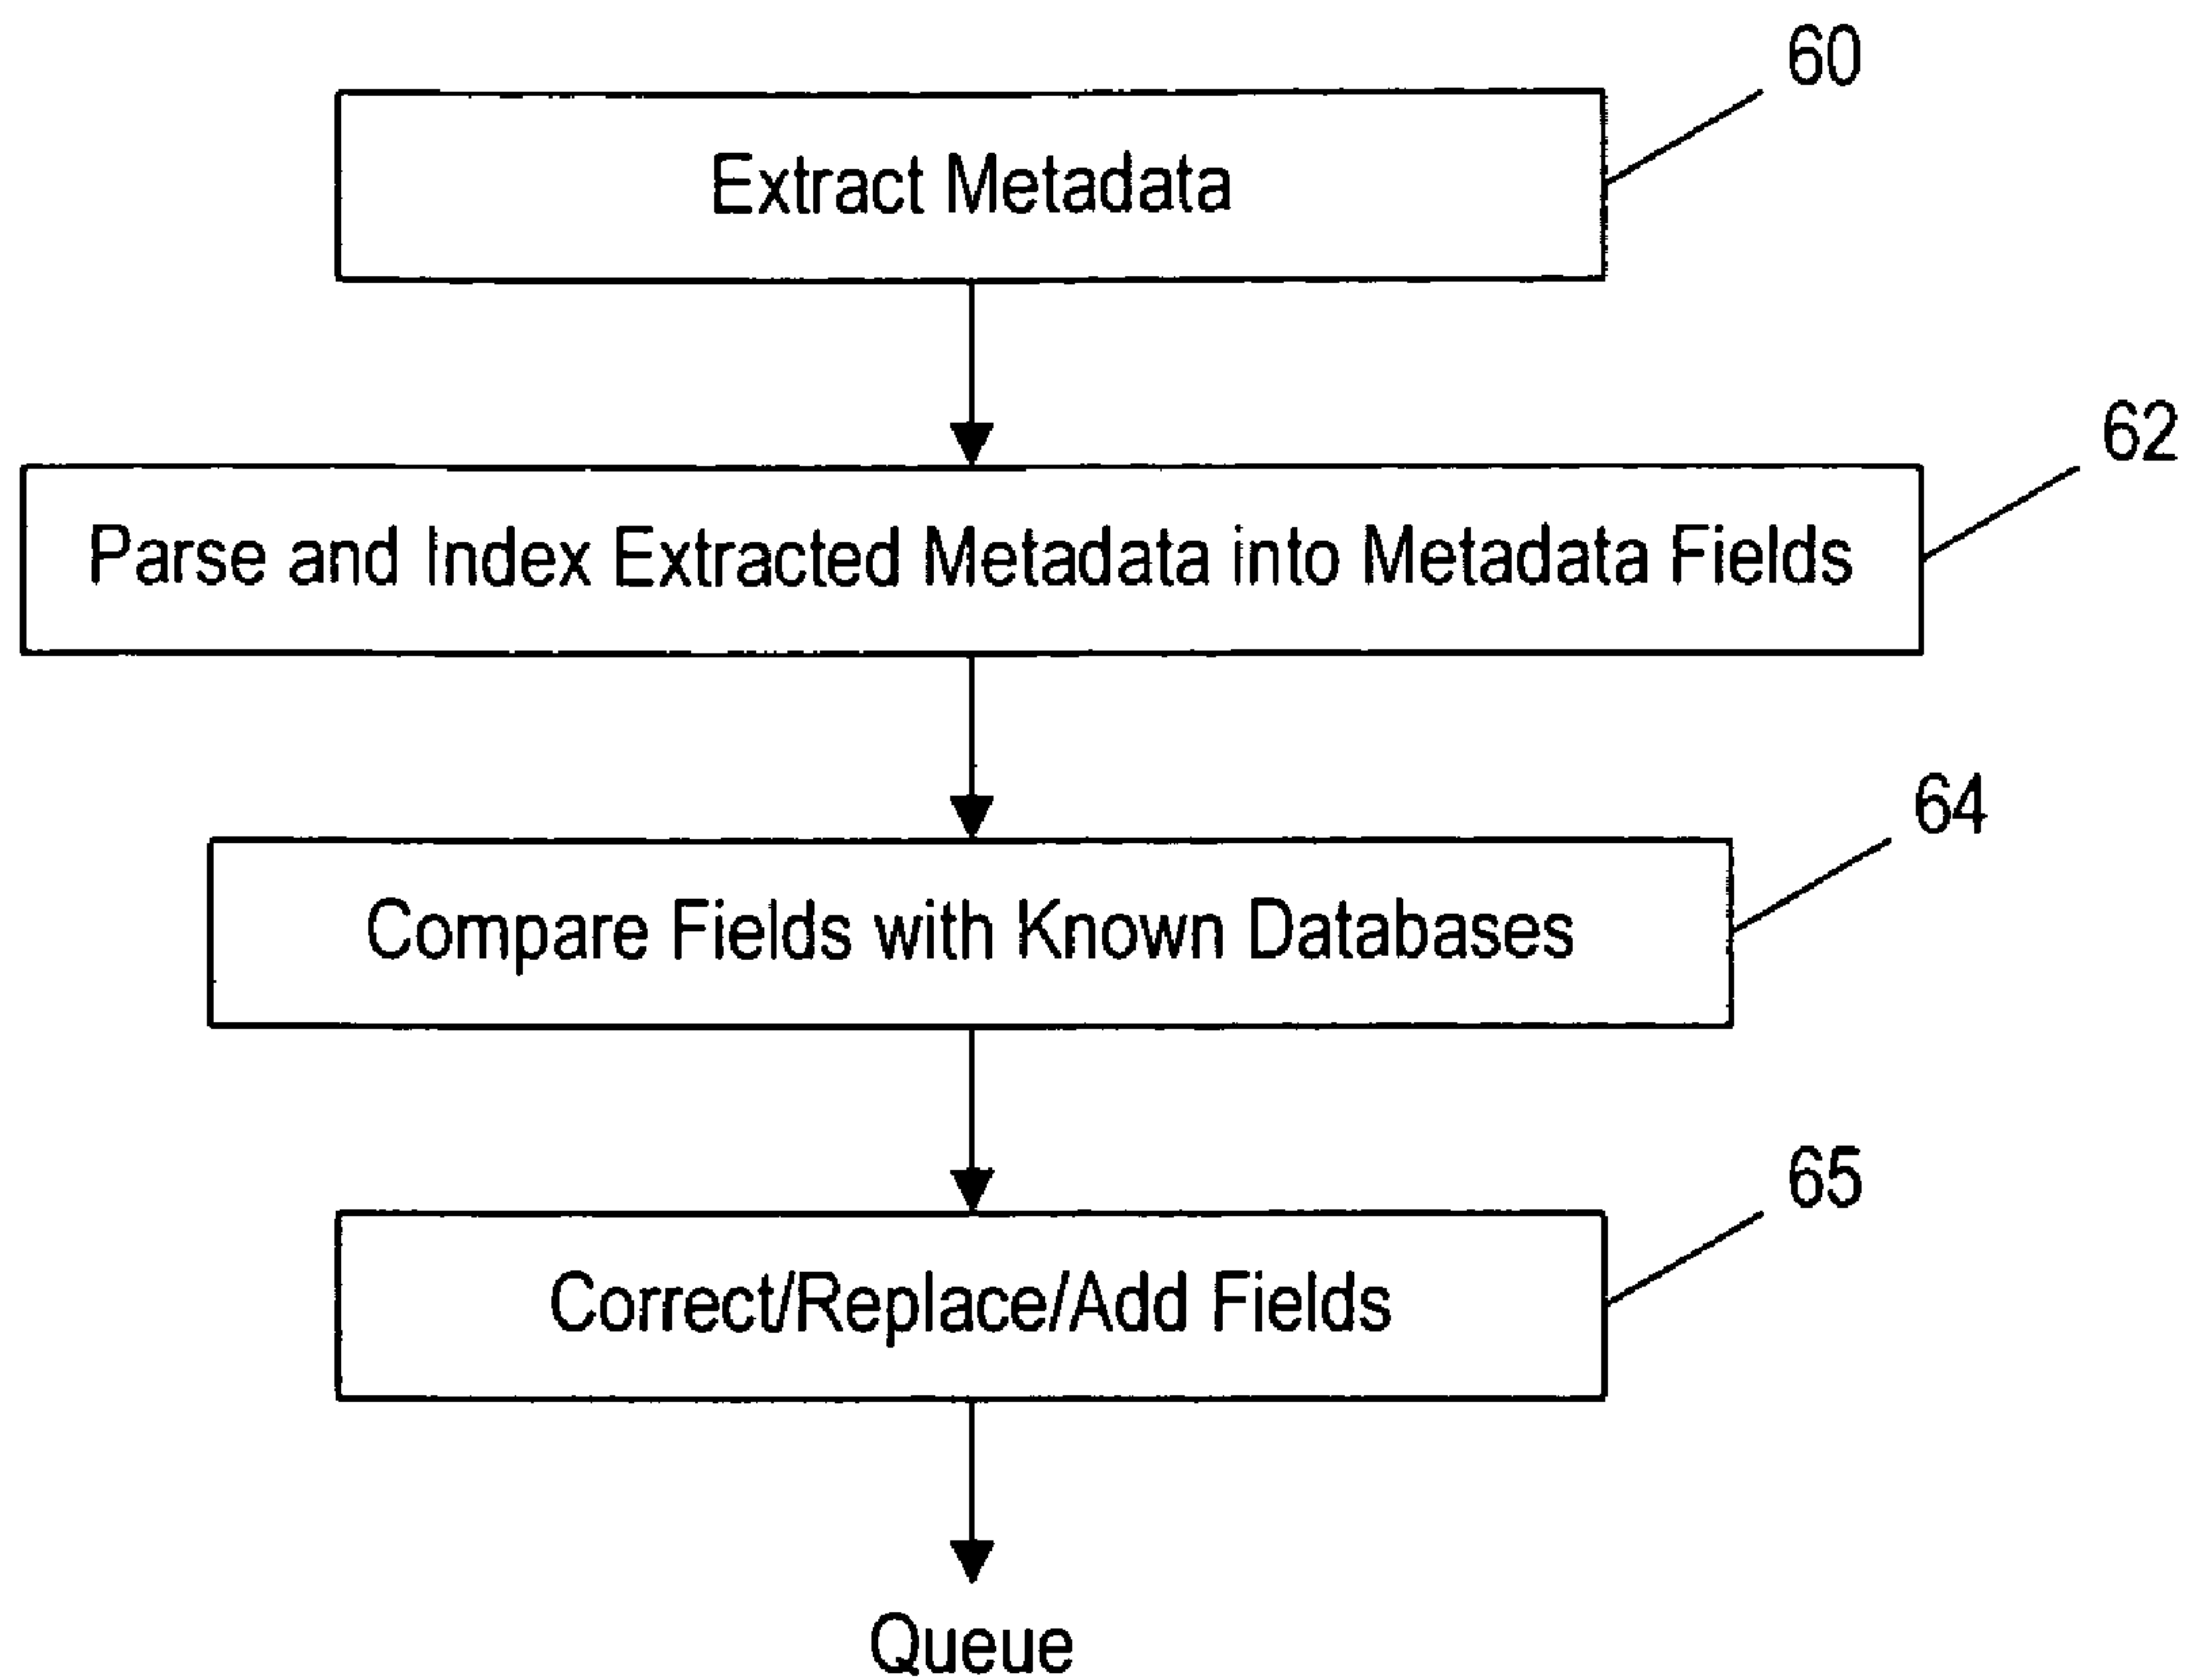 60
Extract Metadata
62
Parse and Index Extracted Metadata into Metadata Fields
64
Compare Fields with Known Databases
65
Correct/Replace/Add Fields
Queue